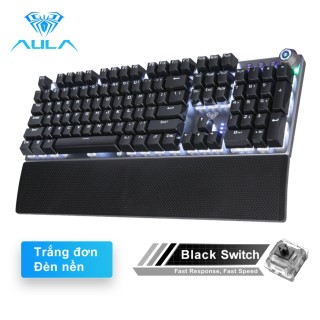 AULA
Trắng đơn
Đèn nền
Black Switch
Fast Response, Fast Speed